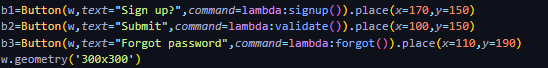 b1=Button(w,text="Sign up?",command=lambda:signup()).place(x=170,y=150)
b2=Button(w,text="Submit",command=lambda:validate()).place(x=100,y=150)
b3=Button(w,text="Forgot password",command=lambda:forgot()).place(x=110,y=190)
w.geometry('300x300')